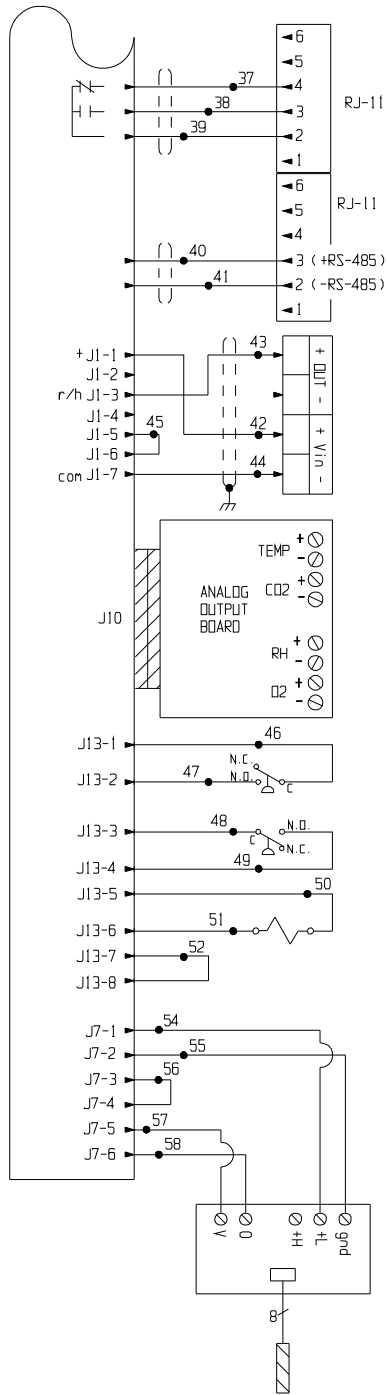 6
5
37
4
RJ-11
38
3
39
2
1
6
5
RJ-11
4
40
3 (+RS-485)
41
2 (-RS-485)
1
43
+ OUT -
+ J1-1
J1-2
r/h J1-3
J1-4
45
42
J1-5
+ Vin -
J1-6
44
com J1-7
TEMP + -
CO2 + -
ANALOG
OUTPUT
BOARD
J10
RH + -
O2 + -
46
J13-1
N.C.
47
J13-2
N.O.
C
48
J13-3
N.O.
C
N.C.
49
J13-4
50
J13-5
51
J13-6
52
J13-7
J13-8
54
J7-1
55
J7-2
56
J7-3
J7-4
57
J7-5
58
J7-6
V
O
+H
+L
gnd
8